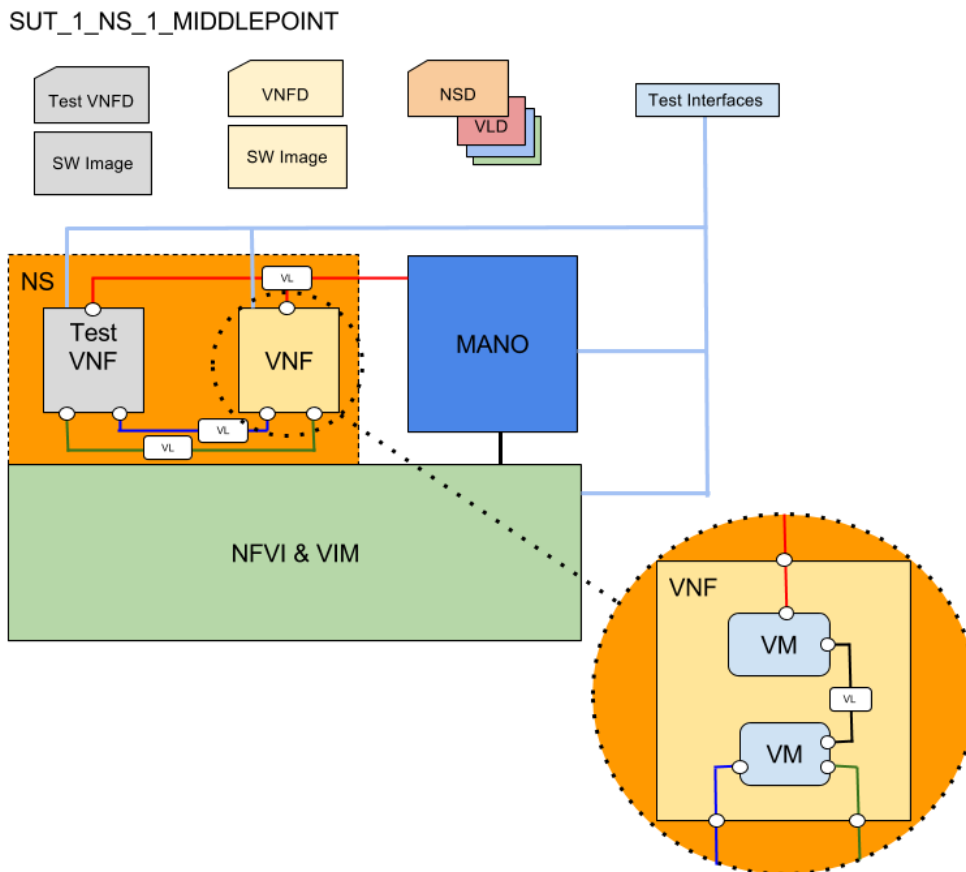 SUT_1_NS_1_MIDDLEPOINT
Test VNFD
VNFD
NSD
Test Interfaces
VLD
SW Image
SW Image
NS
VL
Test
VNF
VNF
MANO
VL
VL
NFVI & VIM
VNF
VM
VL
VM